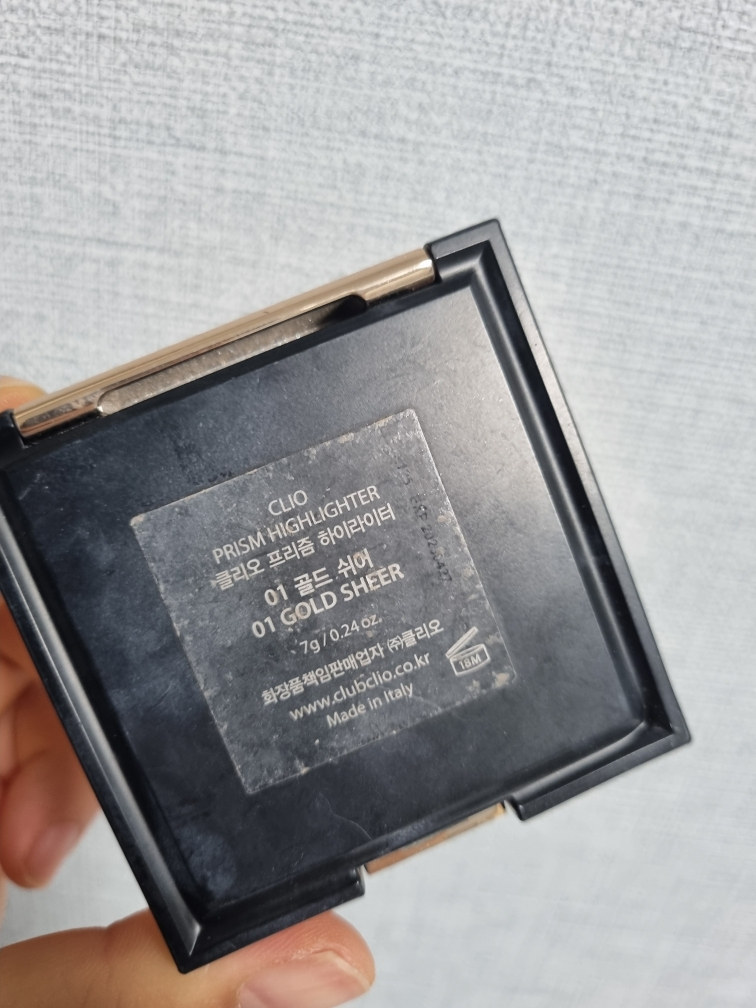 CLIO
PRISM HIGHLIGHTER
클리오 프리즘 하이라이터
01 골드 쉬어
01 GOLD SHEER
7g / 0.24 oz.
화장품책임판매업자 ㈜클리오
www.clubclio.co.kr
Made in Italy
18M
EXP